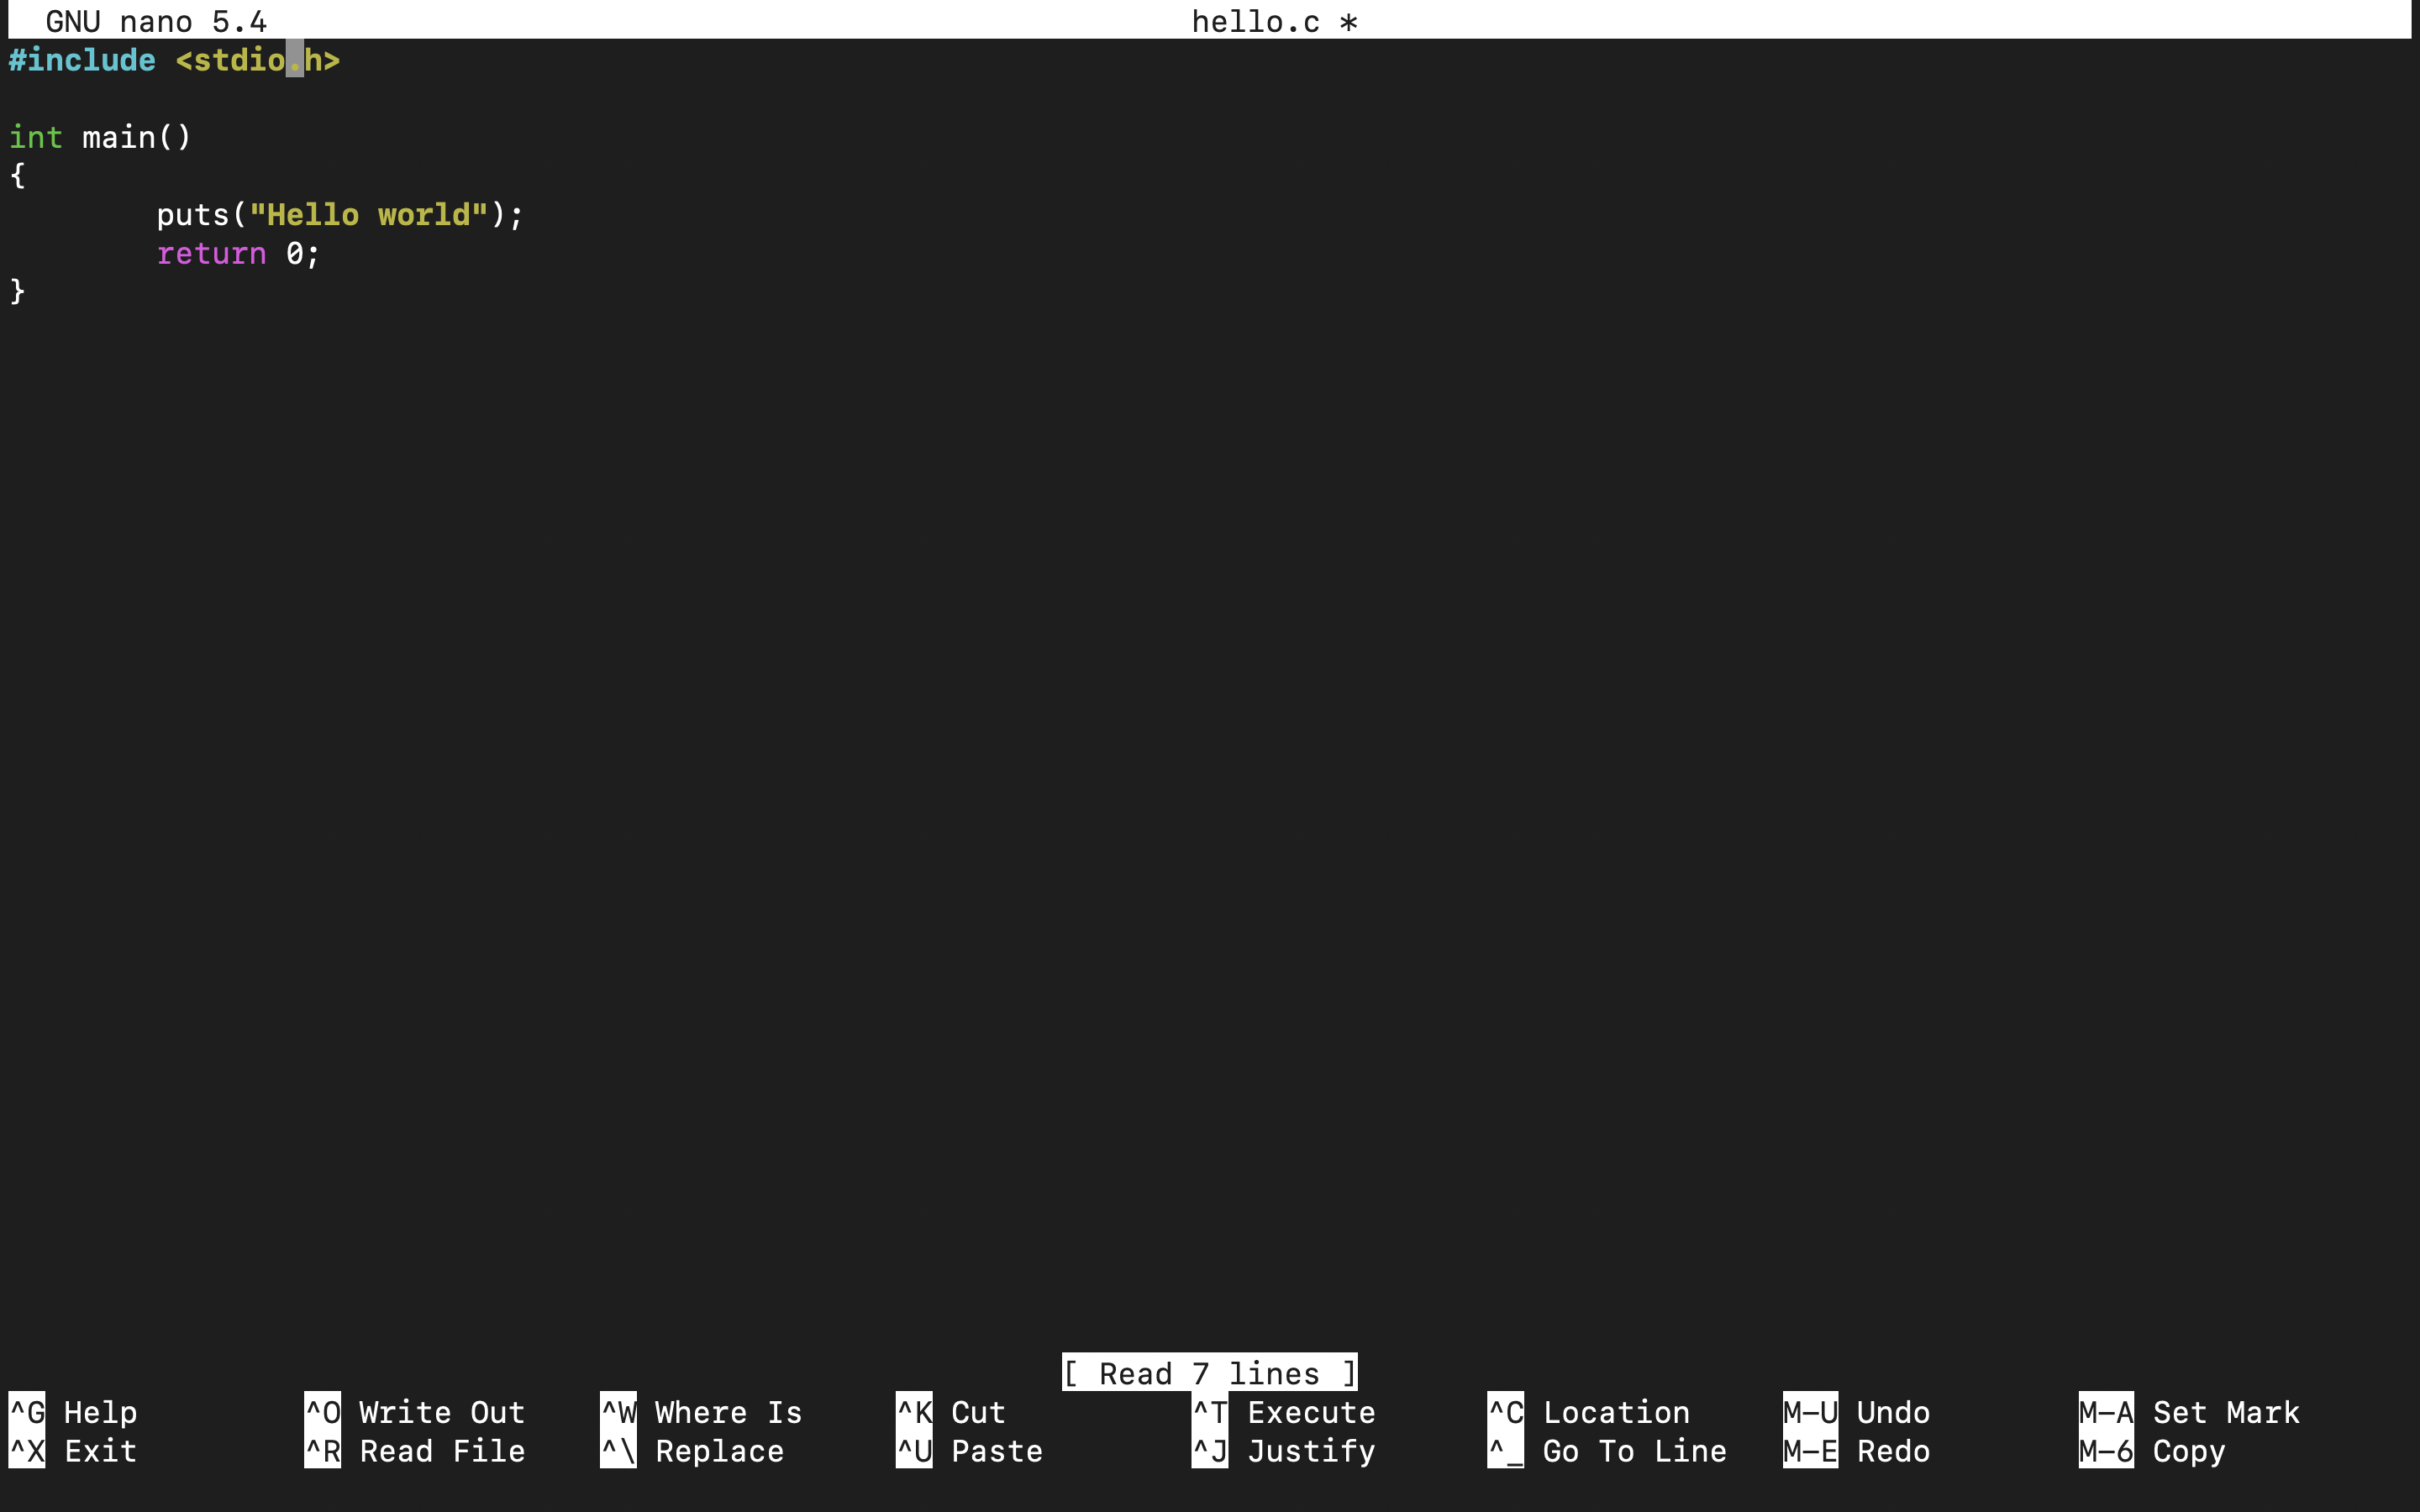 GNU nano 5.4 hello.c *
#include <stdio.h>

int main()
{
        puts("Hello world");
        return 0;
}
[ Read 7 lines ]
^G Help ^O Write Out ^W Where Is ^K Cut ^T Execute ^C Location M-U Undo M-A Set Mark
^X Exit ^R Read File ^\ Replace ^U Paste ^J Justify ^_ Go To Line M-E Redo M-6 Copy